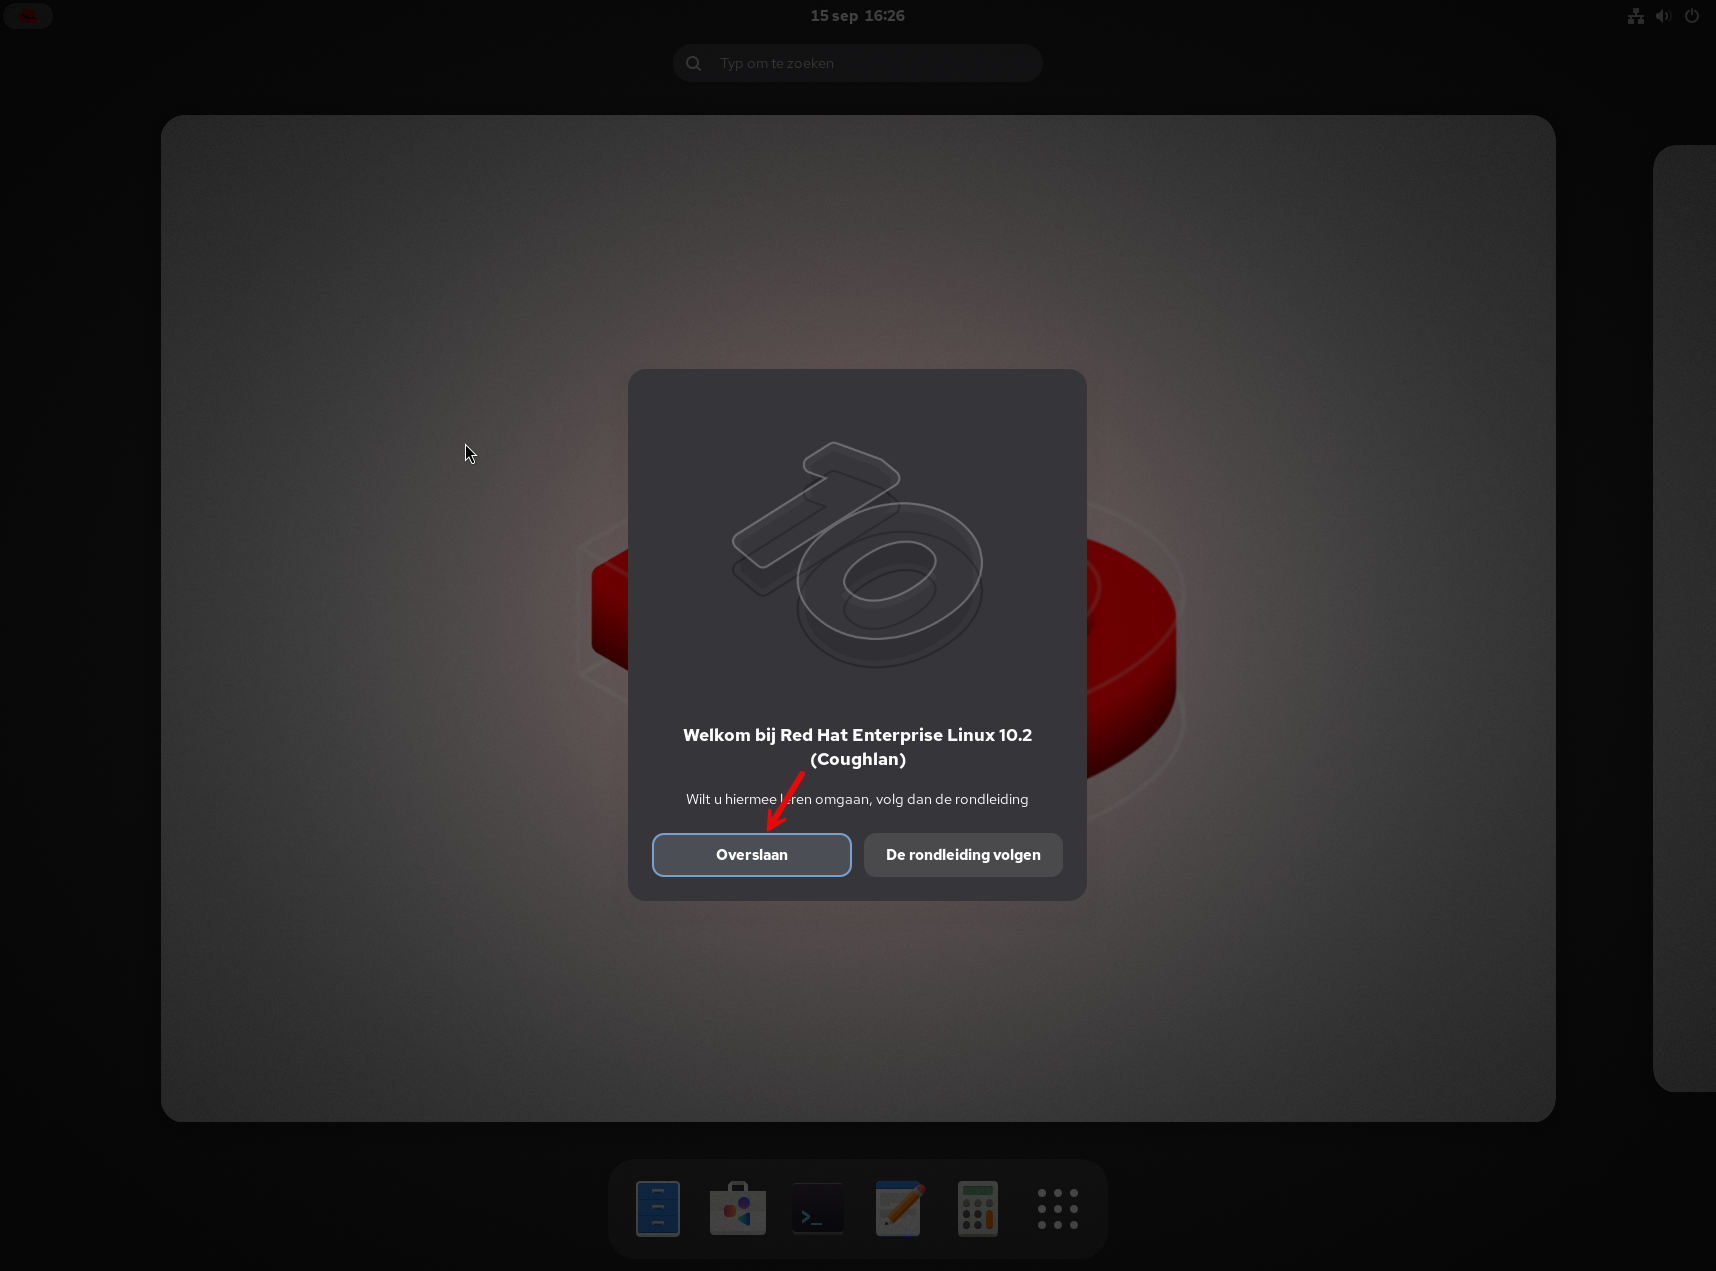 15 sep 16:26
Typ om te zoeken
Welkom bij Red Hat Enterprise Linux 10.2
(Coughlan)
Wilt u hiermee leren omgaan, volg dan de rondleiding
Overslaan
De rondleiding volgen